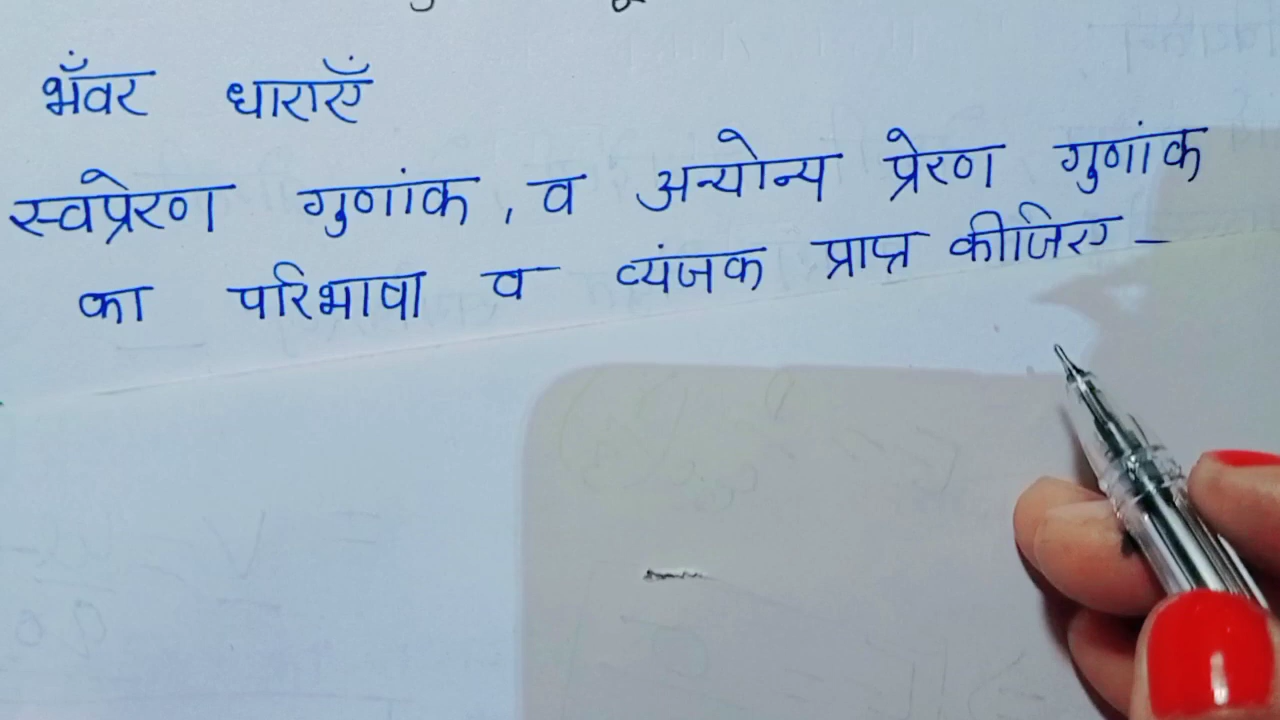 भँवर धाराएँ
स्वप्रेरण गुणांक, व अन्योन्य प्रेरण गुणांक
का परिभाषा व व्यंजक प्राप्त कीजिए -